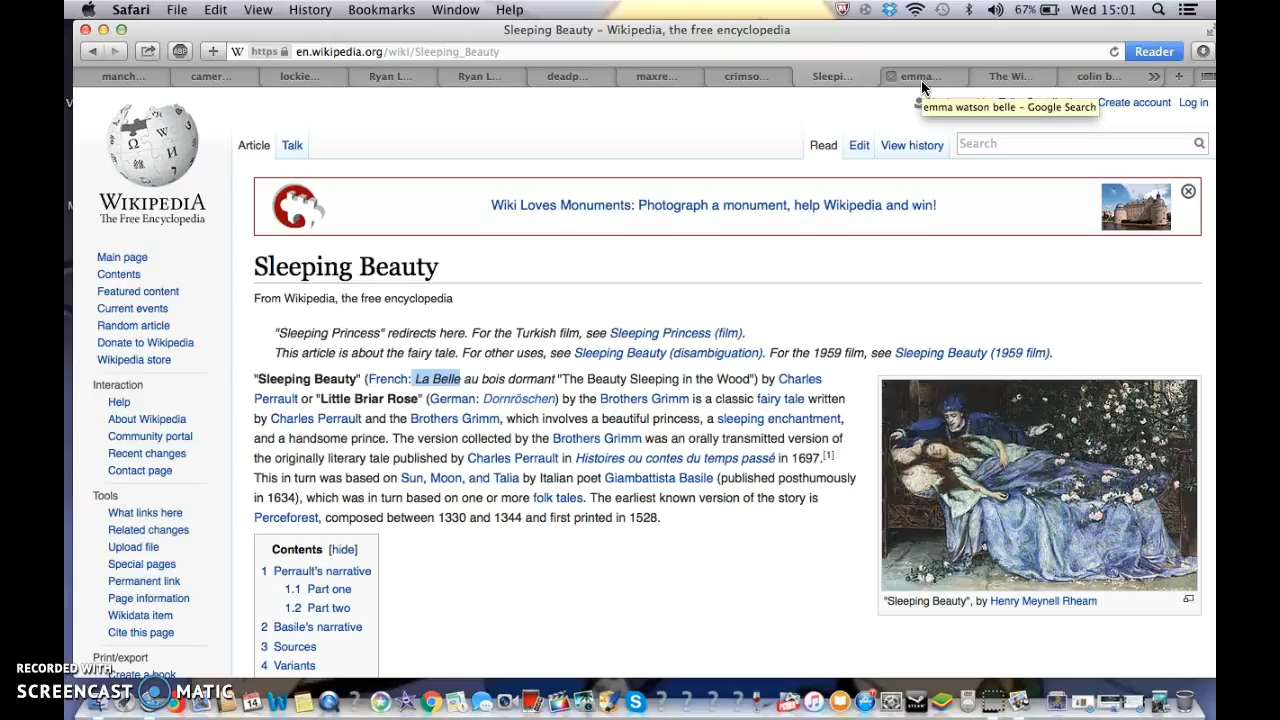 Safari File Edit View History Bookmarks Window Help 67% Wed 15:01
Sleeping Beauty – Wikipedia, the free encyclopedia
ABP W https en.wikipedia.org/wiki/Sleeping_Beauty Reader
manch... camer... lockie... Ryan L... Ryan L... deadp... maxre... crimso... Sleepi... emma... The Wi... colin b...
emma watson belle – Google Search
Create account Log in
Article Talk Read Edit View history Search
WIKIPEDIA
The Free Encyclopedia
Main page
Contents
Featured content
Current events
Random article
Donate to Wikipedia
Wikipedia store
Interaction
Help
About Wikipedia
Community portal
Recent changes
Contact page
Tools
What links here
Related changes
Upload file
Special pages
Permanent link
Page information
Wikidata item
Cite this page
Print/export
Create a book
Wiki Loves Monuments: Photograph a monument, help Wikipedia and win!
Sleeping Beauty
From Wikipedia, the free encyclopedia
"Sleeping Princess" redirects here. For the Turkish film, see Sleeping Princess (film).
This article is about the fairy tale. For other uses, see Sleeping Beauty (disambiguation). For the 1959 film, see Sleeping Beauty (1959 film).
"Sleeping Beauty" (French: La Belle au bois dormant "The Beauty Sleeping in the Wood") by Charles
Perrault or "Little Briar Rose" (German: Dornröschen) by the Brothers Grimm is a classic fairy tale written
by Charles Perrault and the Brothers Grimm, which involves a beautiful princess, a sleeping enchantment,
and a handsome prince. The version collected by the Brothers Grimm was an orally transmitted version of
the originally literary tale published by Charles Perrault in Histoires ou contes du temps passé in 1697.[1]
This in turn was based on Sun, Moon, and Talia by Italian poet Giambattista Basile (published posthumously
in 1634), which was in turn based on one or more folk tales. The earliest known version of the story is
Perceforest, composed between 1330 and 1344 and first printed in 1528.
Contents [hide]
1 Perrault's narrative
1.1 Part one
1.2 Part two
2 Basile's narrative
3 Sources
4 Variants
"Sleeping Beauty", by Henry Meynell Rheam
RECORDED WITH
SCREENCAST MATIC
14
STEAM